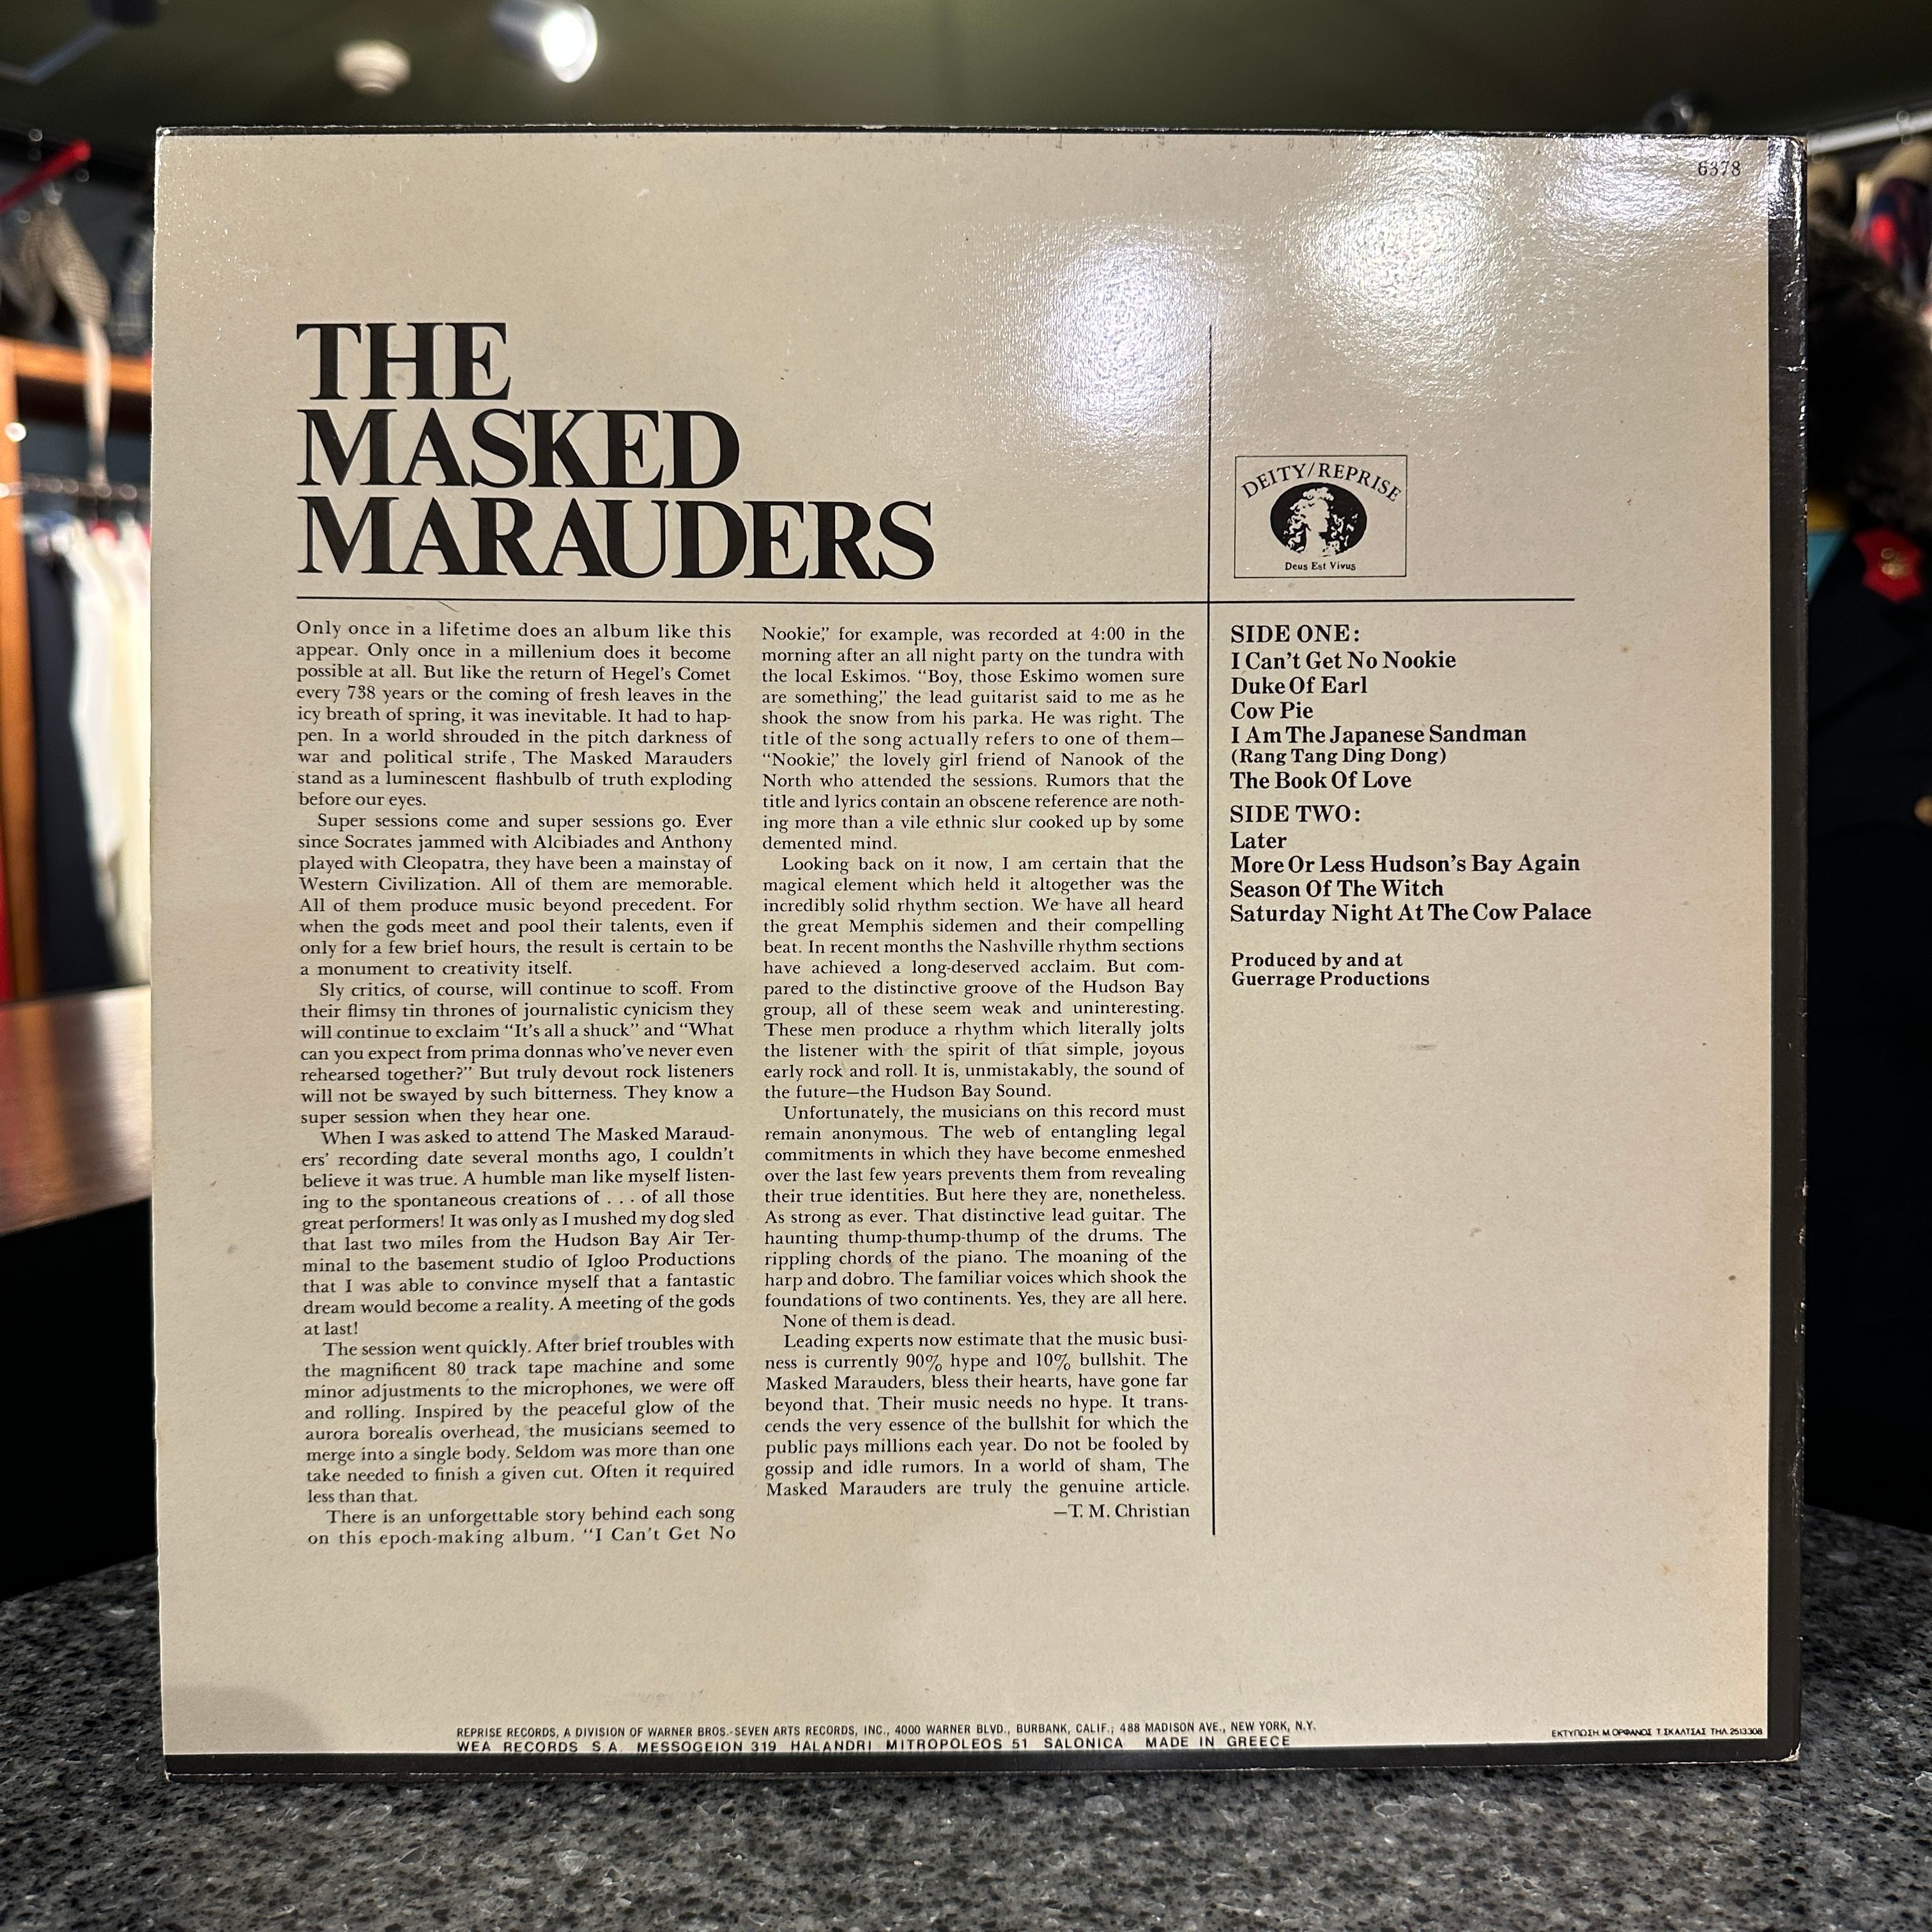 6378
THE
MASKED
MARAUDERS
DEITY/REPRISE
Deus Est Vivus
Only once in a lifetime does an album like this
appear. Only once in a millenium does it become
possible at all. But like the return of Hegel's Comet
every 738 years or the coming of fresh leaves in the
icy breath of spring, it was inevitable. It had to hap-
pen. In a world shrouded in the pitch darkness of
war and political strife, The Masked Marauders
stand as a luminescent flashbulb of truth exploding
before our eyes.
Super sessions come and super sessions go. Ever
since Socrates jammed with Alcibiades and Anthony
played with Cleopatra, they have been a mainstay of
Western Civilization. All of them are memorable.
All of them produce music beyond precedent. For
when the gods meet and pool their talents, even if
only for a few brief hours, the result is certain to be
a monument to creativity itself.
Sly critics, of course, will continue to scoff. From
their flimsy tin thrones of journalistic cynicism they
will continue to exclaim “It's all a shuck” and “What
can you expect from prima donnas who've never even
rehearsed together?” But truly devout rock listeners
will not be swayed by such bitterness. They know a
super session when they hear one.
When I was asked to attend The Masked Maraud-
ers' recording date several months ago, I couldn't
believe it was true. A humble man like myself listen-
ing to the spontaneous creations of . . . of all those
great performers! It was only as I mushed my dog sled
that last two miles from the Hudson Bay Air Ter-
minal to the basement studio of Igloo Productions
that I was able to convince myself that a fantastic
dream would become a reality. A meeting of the gods
at last!
The session went quickly. After brief troubles with
the magnificent 80 track tape machine and some
minor adjustments to the microphones, we were off
and rolling. Inspired by the peaceful glow of the
aurora borealis overhead, the musicians seemed to
merge into a single body. Seldom was more than one
take needed to finish a given cut. Often it required
less than that.
There is an unforgettable story behind each song
on this epoch-making album. “I Can't Get No
Nookie,” for example, was recorded at 4:00 in the
morning after an all night party on the tundra with
the local Eskimos. “Boy, those Eskimo women sure
are something,” the lead guitarist said to me as he
shook the snow from his parka. He was right. The
title of the song actually refers to one of them—
“Nookie,” the lovely girl friend of Nanook of the
North who attended the sessions. Rumors that the
title and lyrics contain an obscene reference are noth-
ing more than a vile ethnic slur cooked up by some
demented mind.
Looking back on it now, I am certain that the
magical element which held it altogether was the
incredibly solid rhythm section. We have all heard
the great Memphis sidemen and their compelling
beat. In recent months the Nashville rhythm sections
have achieved a long-deserved acclaim. But com-
pared to the distinctive groove of the Hudson Bay
group, all of these seem weak and uninteresting.
These men produce a rhythm which literally jolts
the listener with the spirit of that simple, joyous
early rock and roll. It is, unmistakably, the sound of
the future—the Hudson Bay Sound.
Unfortunately, the musicians on this record must
remain anonymous. The web of entangling legal
commitments in which they have become enmeshed
over the last few years prevents them from revealing
their true identities. But here they are, nonetheless.
As strong as ever. That distinctive lead guitar. The
haunting thump-thump-thump of the drums. The
rippling chords of the piano. The moaning of the
harp and dobro. The familiar voices which shook the
foundations of two continents. Yes, they are all here.
None of them is dead.
Leading experts now estimate that the music busi-
ness is currently 90% hype and 10% bullshit. The
Masked Marauders, bless their hearts, have gone far
beyond that. Their music needs no hype. It trans-
cends the very essence of the bullshit for which the
public pays millions each year. Do not be fooled by
gossip and idle rumors. In a world of sham, The
Masked Marauders are truly the genuine article.
—T. M. Christian
SIDE ONE:
I Can't Get No Nookie
Duke Of Earl
Cow Pie
I Am The Japanese Sandman
(Rang Tang Ding Dong)
The Book Of Love
SIDE TWO:
Later
More Or Less Hudson's Bay Again
Season Of The Witch
Saturday Night At The Cow Palace
Produced by and at
Guerrage Productions
REPRISE RECORDS, A DIVISION OF WARNER BROS.-SEVEN ARTS RECORDS, INC., 4000 WARNER BLVD., BURBANK, CALIF.; 488 MADISON AVE., NEW YORK, N.Y.
WEA RECORDS S.A. MESSOGEION 319 HALANDRI MITROPOLEOS 51 SALONICA MADE IN GREECE
ΕΚΤΥΠΩΣΗ. Μ. ΟΡΦΑΝΟΣ Τ. ΣΚΑΛΤΣΑΣ ΤΗΛ. 2513308